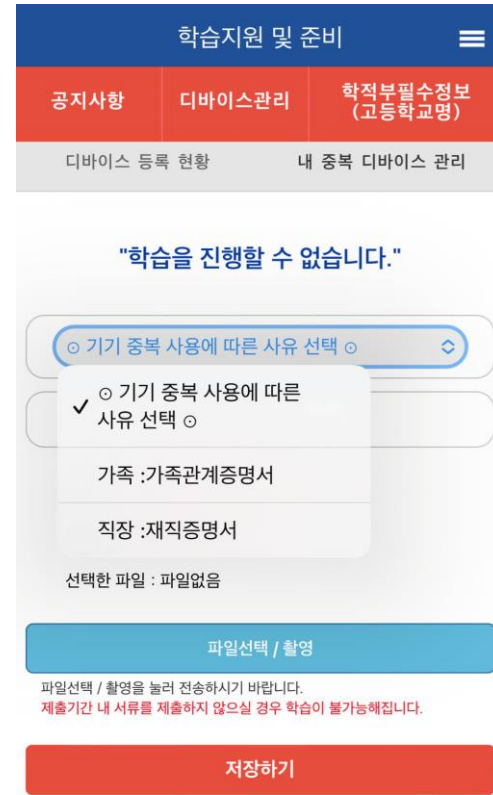 학습지원 및 준비
공지사항
디바이스관리
학적부필수정보
(고등학교명)
디바이스 등록 현황
내 중복 디바이스 관리
"학습을 진행할 수 없습니다."
⊙ 기기 중복 사용에 따른 사유 선택 ⊙
✓ ⊙ 기기 중복 사용에 따른
사유 선택 ⊙
가족 :가족관계증명서
직장 :재직증명서
선택한 파일 : 파일없음
파일선택 / 촬영
파일선택 / 촬영을 눌러 전송하시기 바랍니다.
제출기간 내 서류를 제출하지 않으실 경우 학습이 불가능해집니다.
저장하기